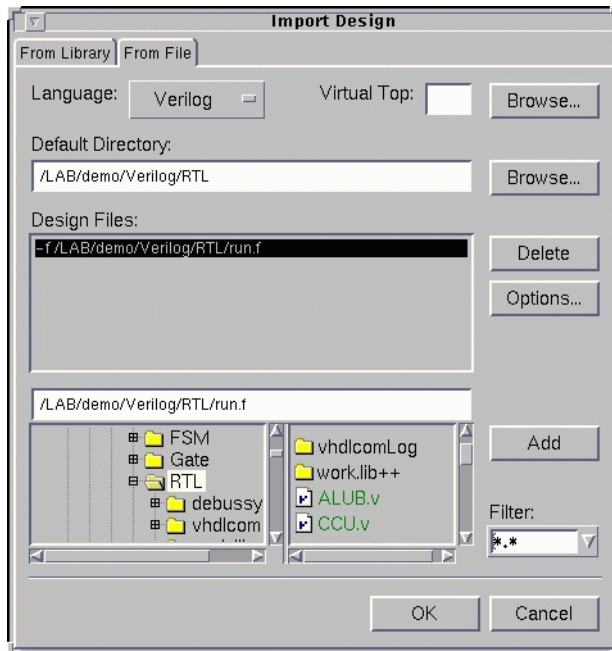 Import Design
From Library From File
Language: Verilog Virtual Top: Browse...
Default Directory:
/LAB/demo/Verilog/RTL Browse...
Design Files:
-f /LAB/demo/Verilog/RTL/run.f Delete
Options...
/LAB/demo/Verilog/RTL/run.f
FSM vhdlcomLog Add
Gate work.lib++
RTL ALUB.v
debussy CCU.v Filter:
vhdlcom *.*
OK Cancel